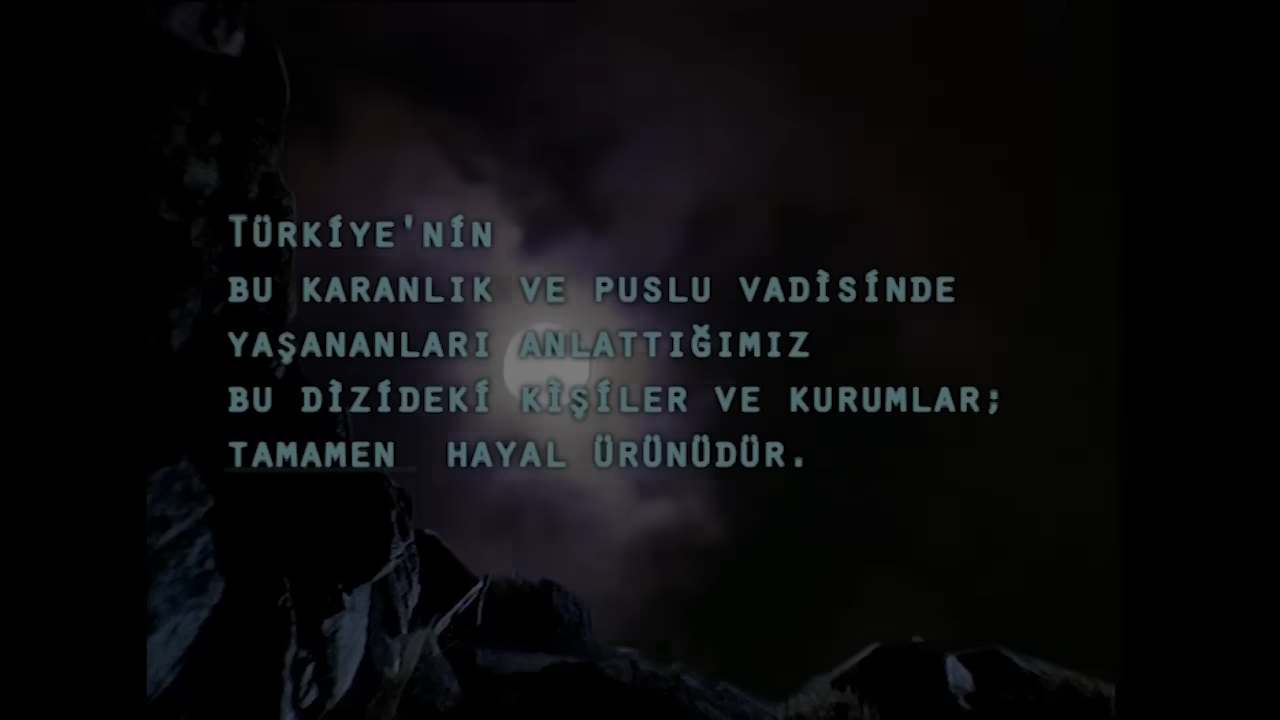 TÜRKİYE'NİN
BU KARANLIK VE PUSLU VADİSİNDE
YAŞANANLARI ANLATTIĞIMIZ
BU DİZİDEKİ KİŞİLER VE KURUMLAR;
TAMAMEN HAYAL ÜRÜNÜDÜR.